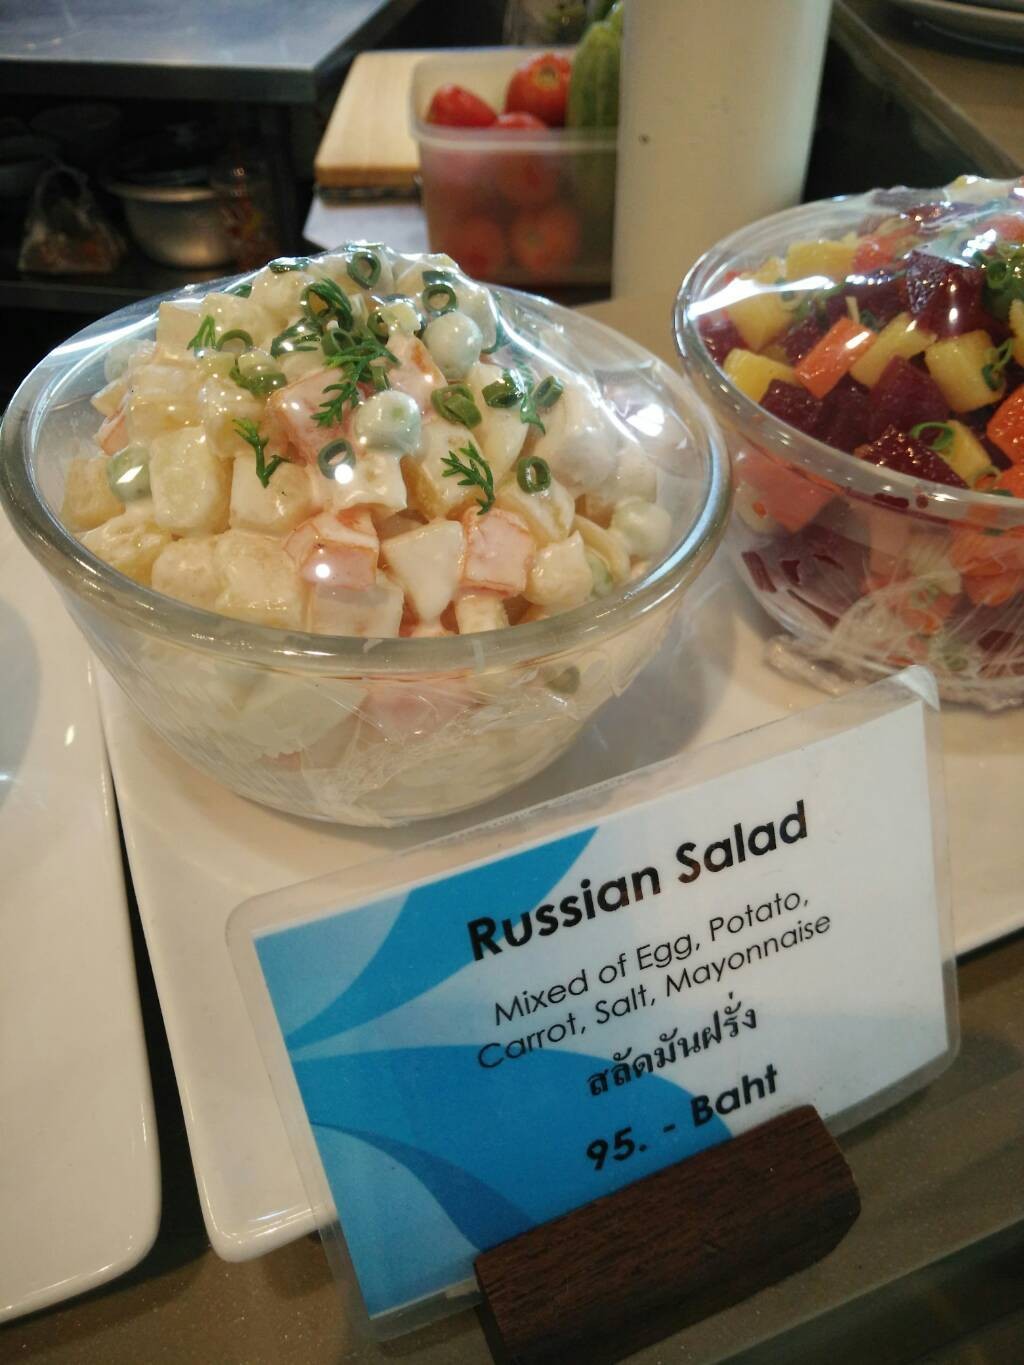 Russian Salad
Mixed of Egg, Potato,
Carrot, Salt, Mayonnaise
สลัดมันฝรั่ง
95. - Baht